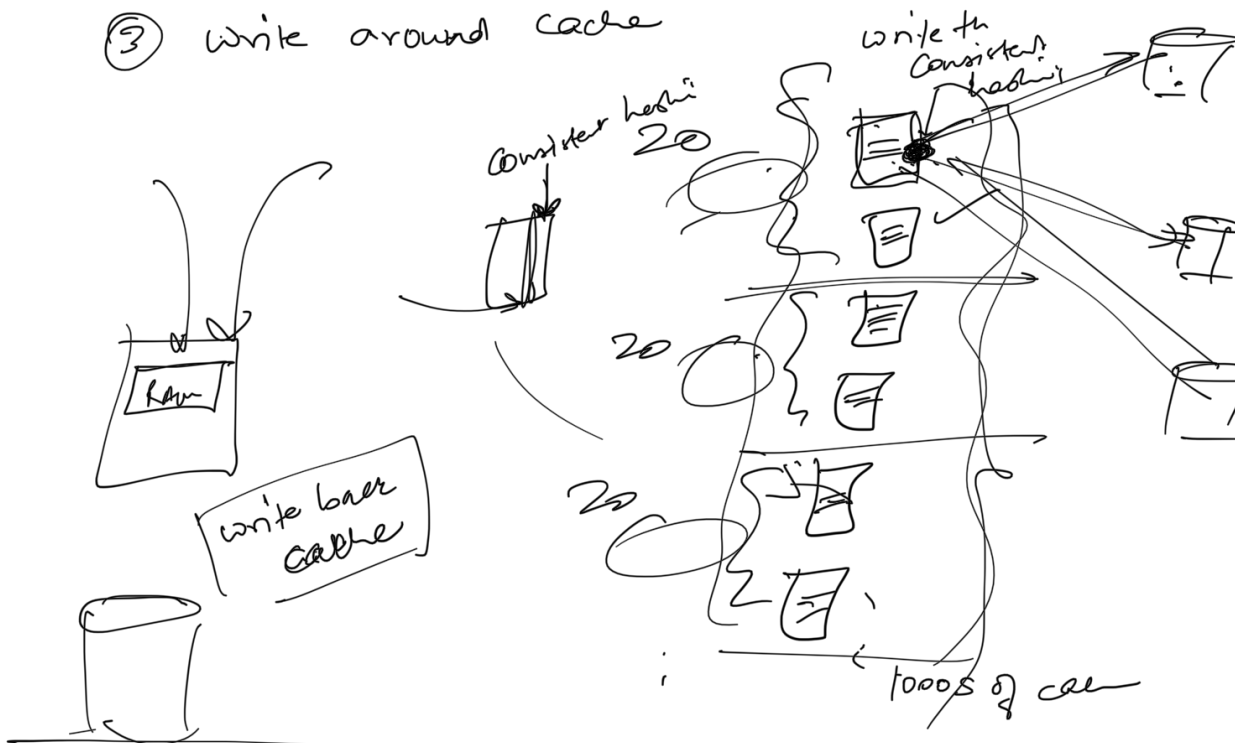 ③ write around cache
write th
consistent
hashi
consistent hashi
20
RAM
20
write back
cache
20
1000s of cache